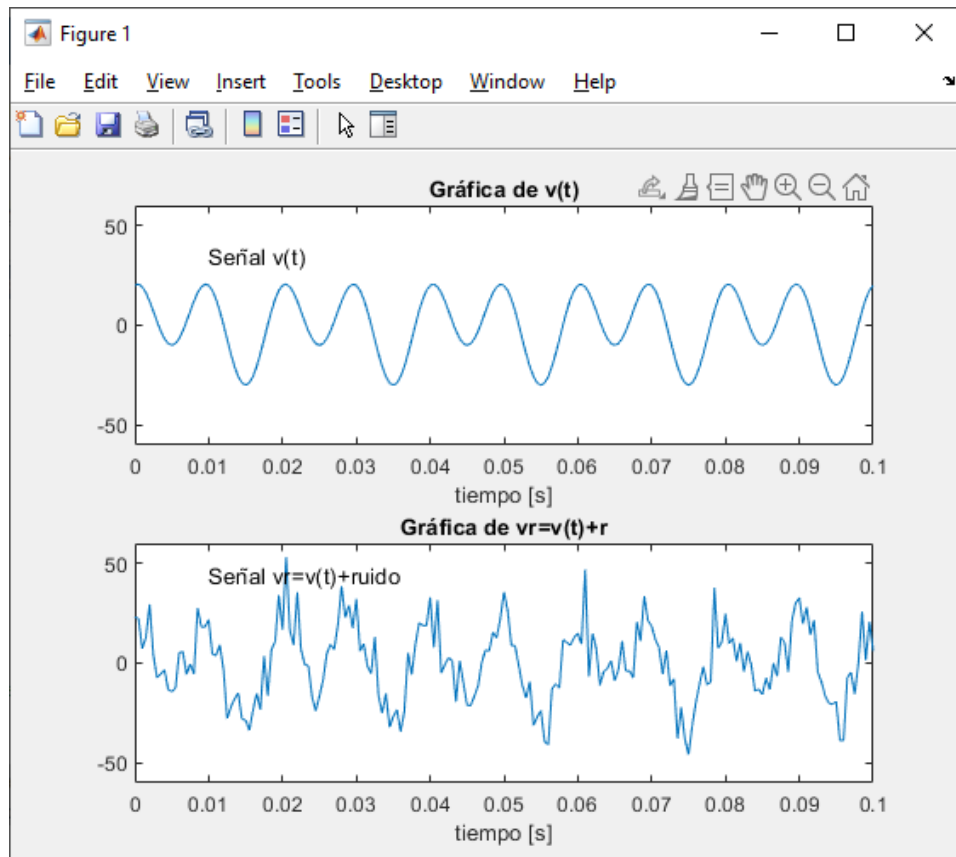 Figure 1
File Edit View Insert Tools Desktop Window Help
Gráfica de v(t)
50
Señal v(t)
0
-50
0 0.01 0.02 0.03 0.04 0.05 0.06 0.07 0.08 0.09 0.1
tiempo [s]
Gráfica de vr=v(t)+r
50
Señal vr=v(t)+ruido
0
-50
0 0.01 0.02 0.03 0.04 0.05 0.06 0.07 0.08 0.09 0.1
tiempo [s]